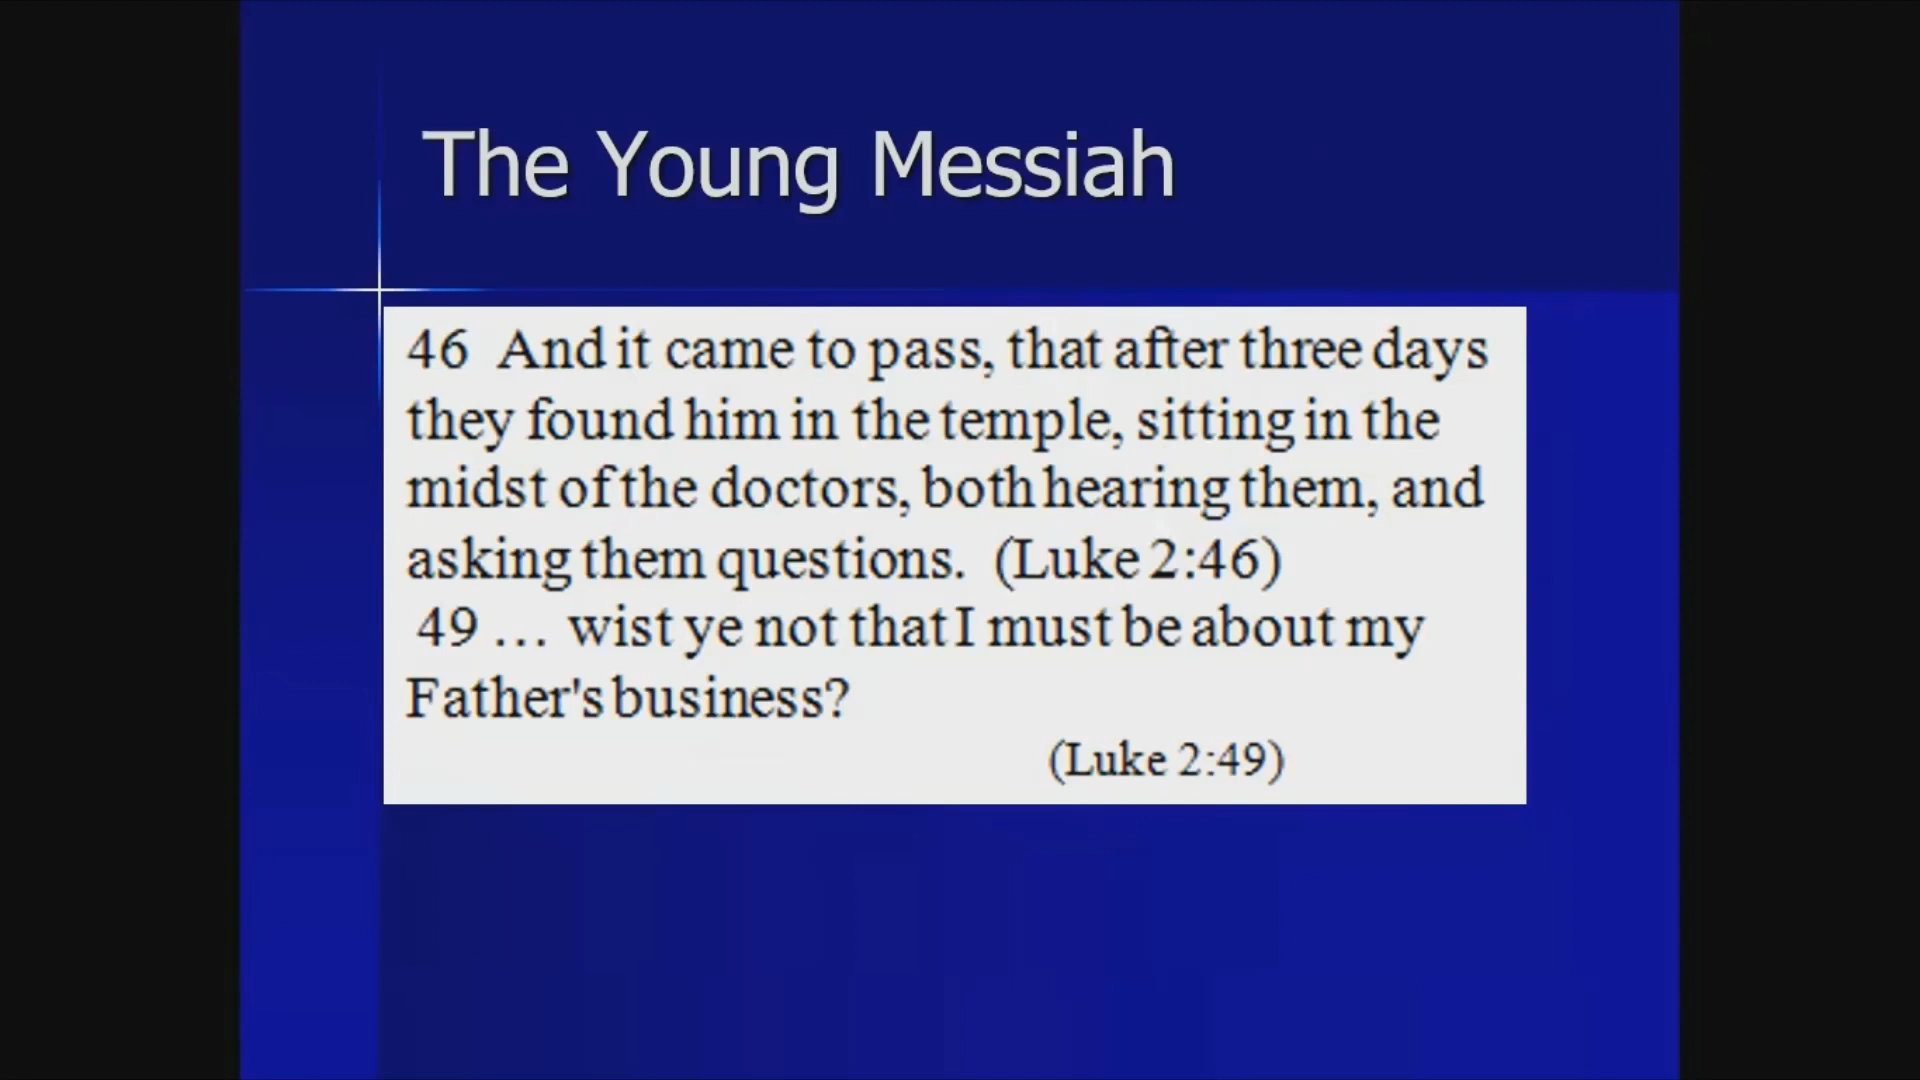 The Young Messiah
46 And it came to pass, that after three days
they found him in the temple, sitting in the
midst of the doctors, both hearing them, and
asking them questions. (Luke 2:46)
49 ... wist ye not that I must be about my
Father's business?
(Luke 2:49)